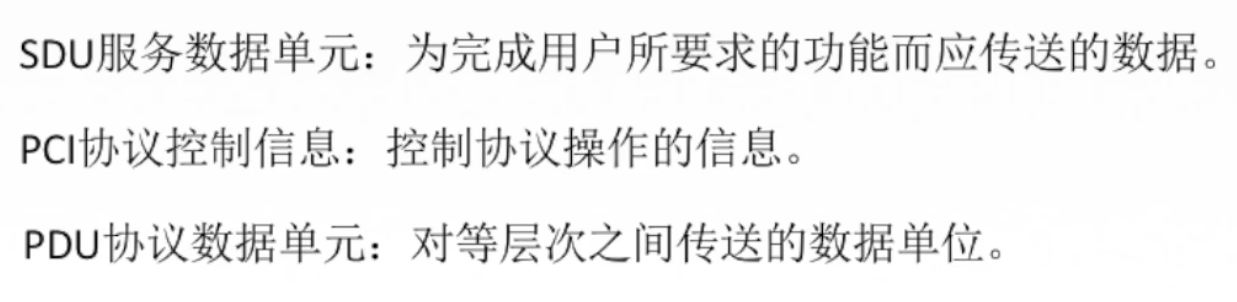 SDU服务数据单元：为完成用户所要求的功能而应传送的数据。
PCI协议控制信息：控制协议操作的信息。
PDU协议数据单元：对等层次之间传送的数据单位。